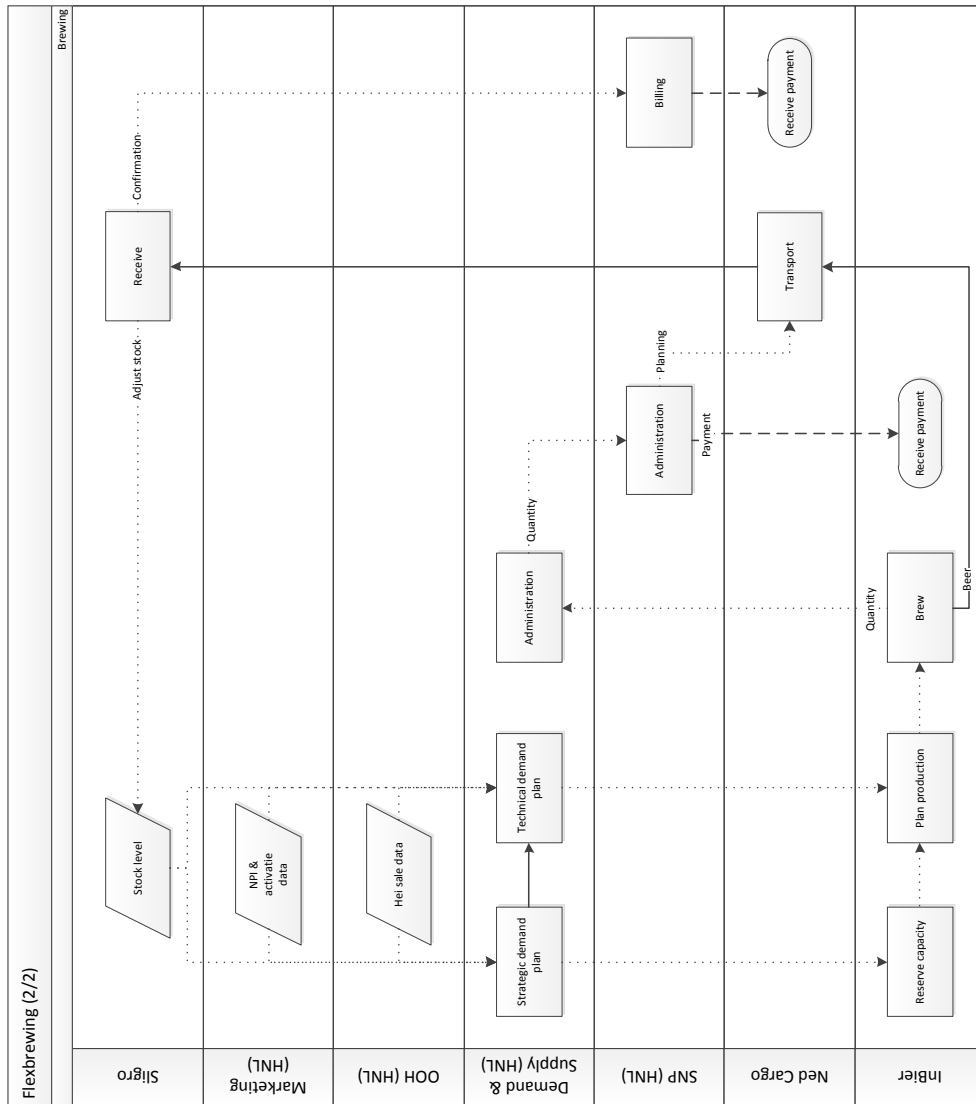 Flexbrewing (2/2)
Brewing
Sligro
Stock level
Adjust stock
Receive
Confirmation
Marketing
(HNL)
NPI &
activatie
data
OOH (HNL)
Hei sale data
Demand &
Supply (HNL)
Strategic demand
plan
Technical demand
plan
Administration
Quantity
SNP (HNL)
Administration
Planning
Payment
Billing
Ned Cargo
Transport
Receive payment
InBier
Reserve capacity
Plan production
Quantity
Brew
Beer
Receive payment